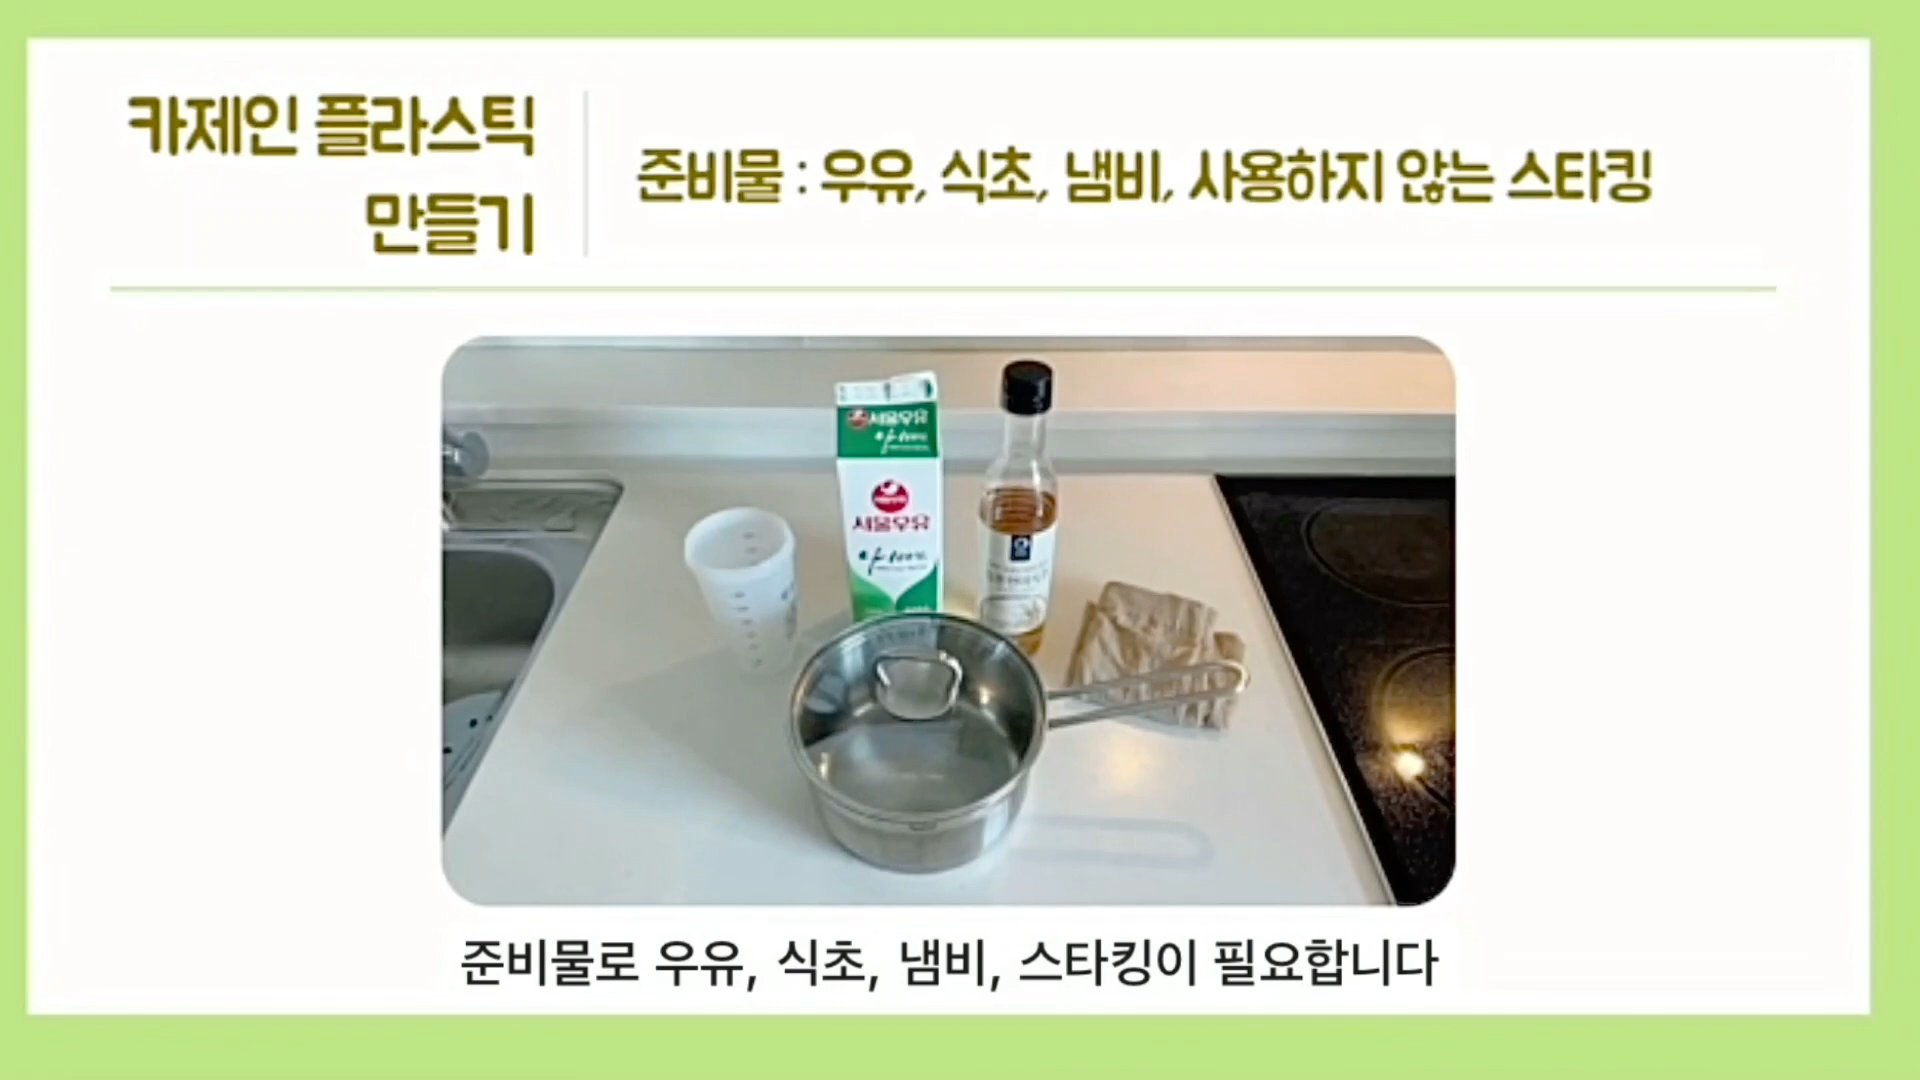 카제인 플라스틱
만들기
준비물 : 우유, 식초, 냄비, 사용하지 않는 스타킹
서울우유
서울우유
준비물로 우유, 식초, 냄비, 스타킹이 필요합니다